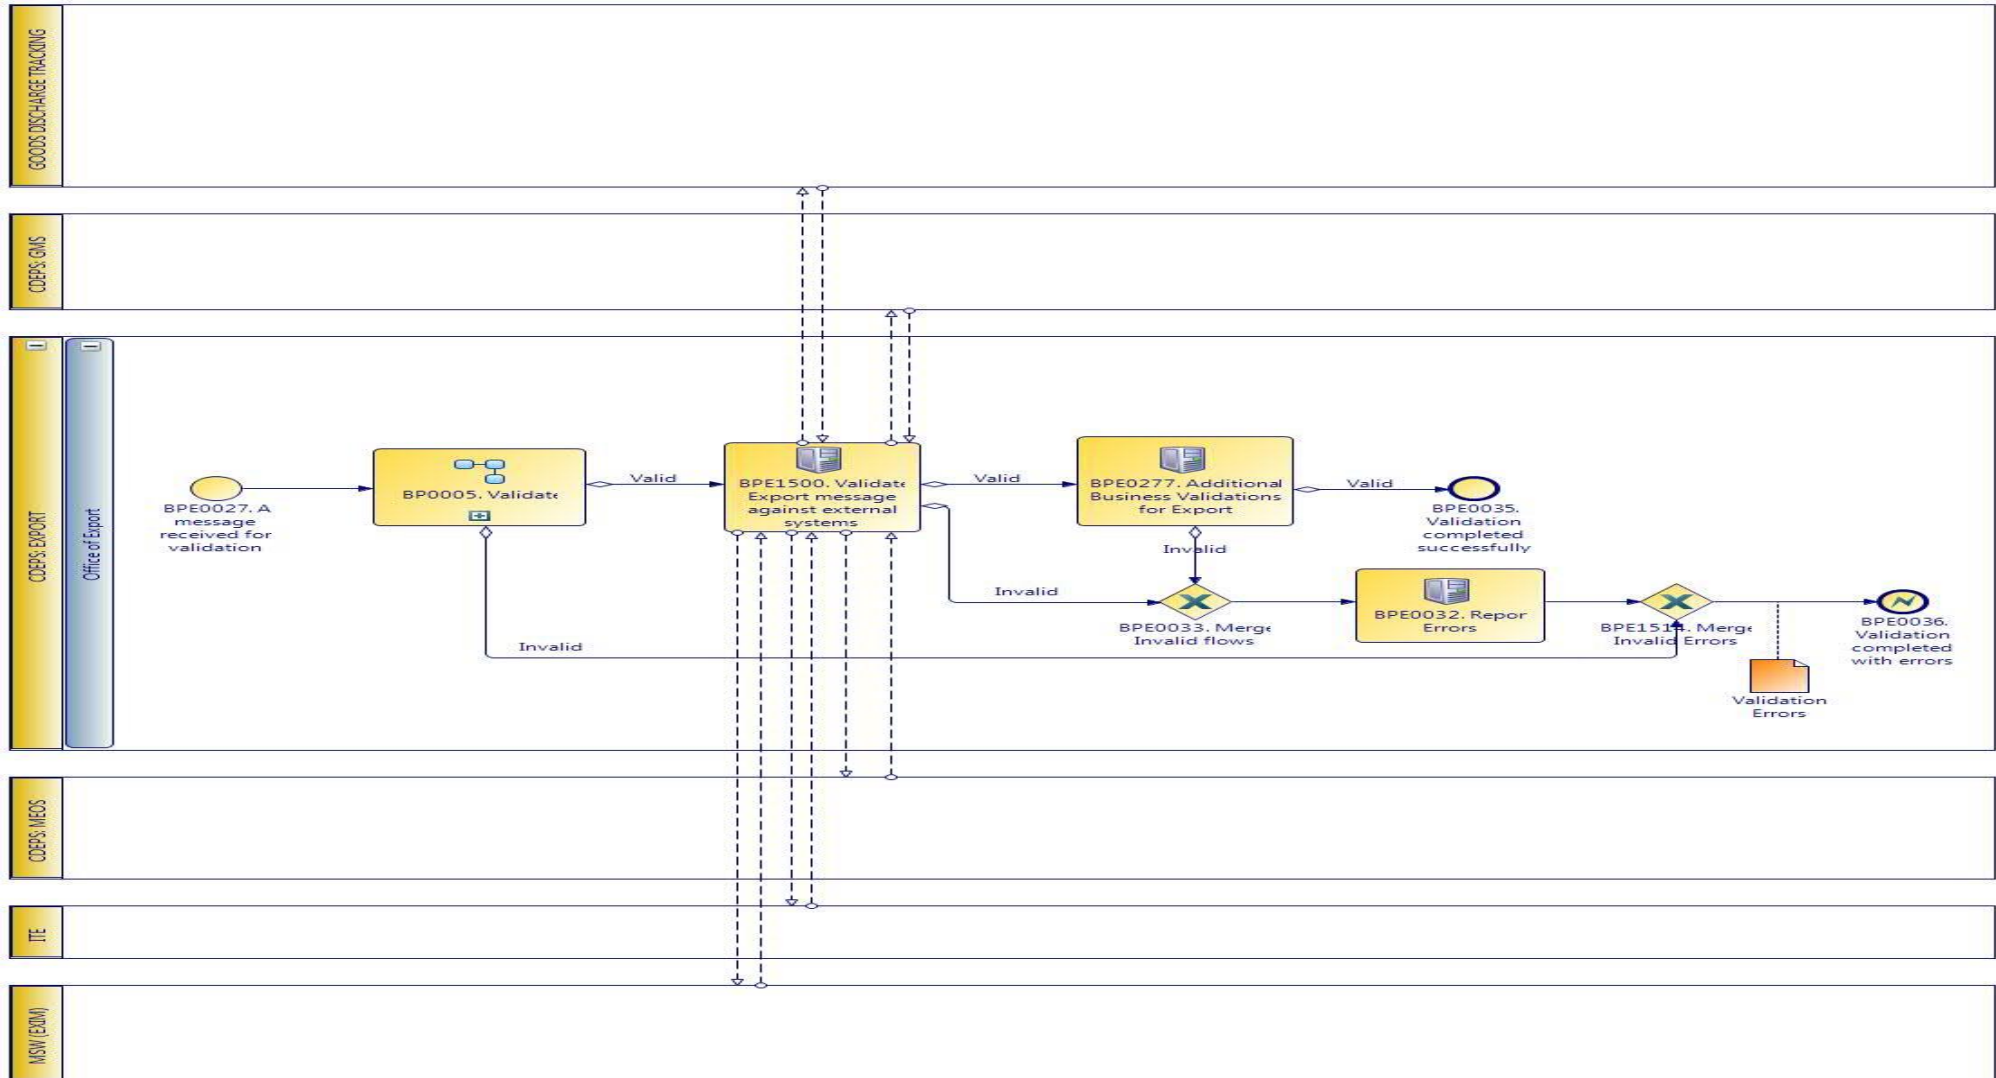 GOODS DISCHARGE TRACKING
CDEPS: GMS
CDEPS: EXPORT
Office of Export
BPE0027. A
message
received for
validation
BP0005. Validate
Valid
BPE1500. Validate
Export message
against external
systems
Valid
BPE0277. Additional
Business Validations
for Export
Valid
BPE0035.
Validation
completed
successfully
Invalid
Invalid
BPE0033. Merge
Invalid flows
BPE0032. Repor
Errors
BPE1514. Merge
Invalid Errors
BPE0036.
Validation
completed
with errors
Invalid
Validation
Errors
CDEPS: MEOS
ITE
MSW (EXIM)